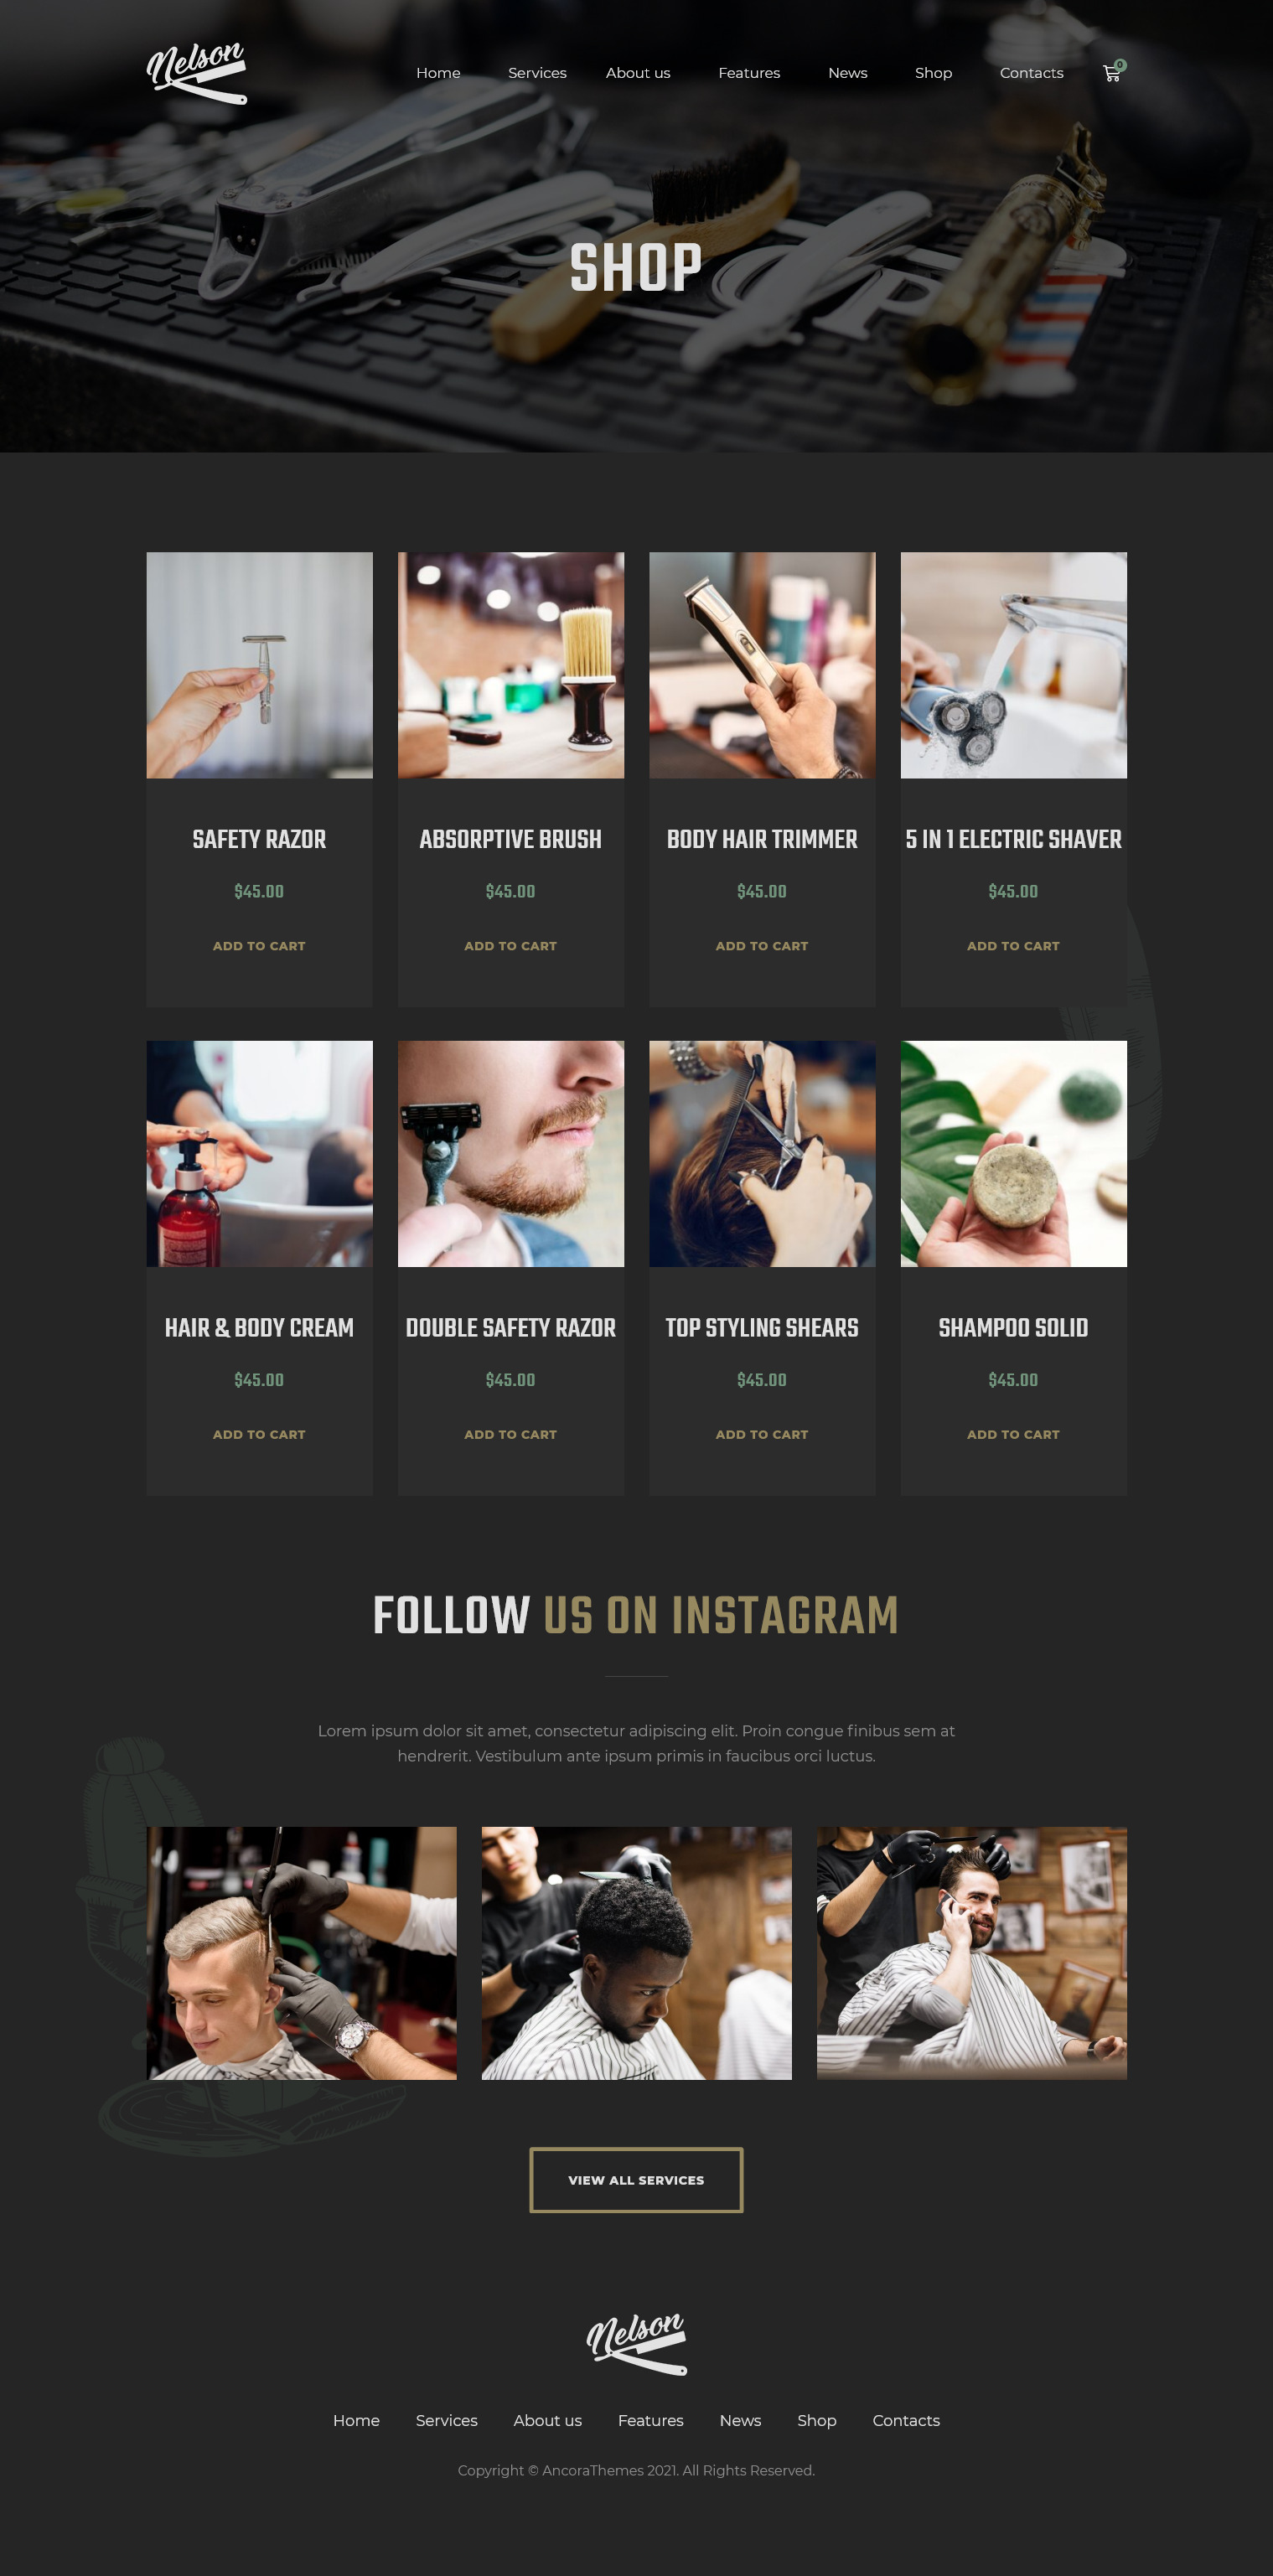 Nelson
Home Services About us Features News Shop Contacts 0
SHOP
SAFETY RAZOR
$45.00
ADD TO CART
ABSORPTIVE BRUSH
$45.00
ADD TO CART
BODY HAIR TRIMMER
$45.00
ADD TO CART
5 IN 1 ELECTRIC SHAVER
$45.00
ADD TO CART
HAIR & BODY CREAM
$45.00
ADD TO CART
DOUBLE SAFETY RAZOR
$45.00
ADD TO CART
TOP STYLING SHEARS
$45.00
ADD TO CART
SHAMPOO SOLID
$45.00
ADD TO CART
FOLLOW US ON INSTAGRAM
Lorem ipsum dolor sit amet, consectetur adipiscing elit. Proin congue finibus sem at
hendrerit. Vestibulum ante ipsum primis in faucibus orci luctus.
VIEW ALL SERVICES
Nelson
Home Services About us Features News Shop Contacts
Copyright © AncoraThemes 2021. All Rights Reserved.